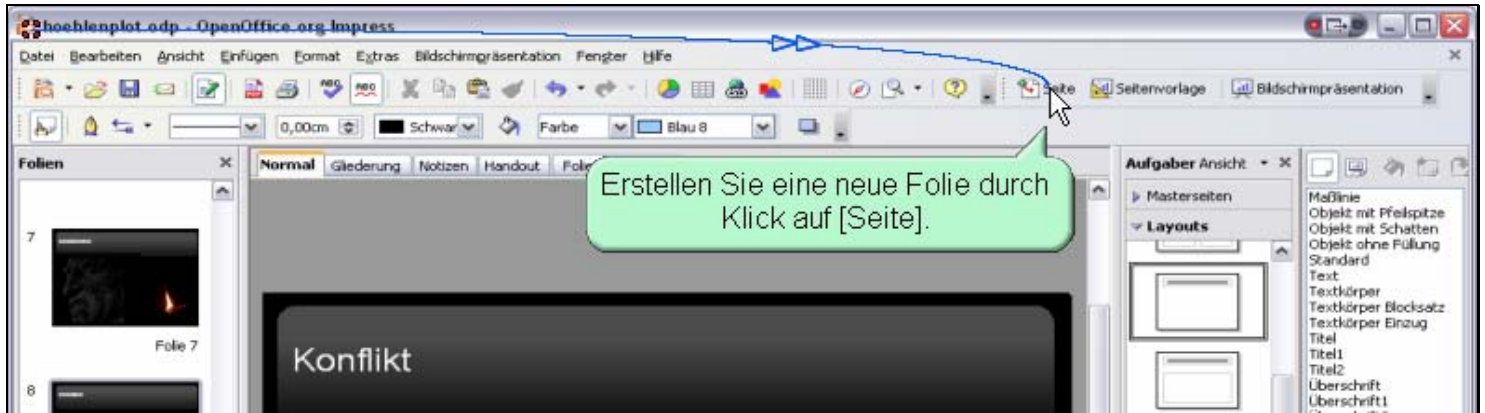 hoehlenplot.odp - OpenOffice.org Impress
Datei Bearbeiten Ansicht Einfügen Format Extras Bildschirmpräsentation Fenster Hilfe
Seite Seitenvorlage Bildschirmpräsentation
0,00cm Schwar Farbe Blau 8
Folien
Normal Gliederung Notizen Handout
Erstellen Sie eine neue Folie durch
Klick auf [Seite].
7
Folie 7
8
Konflikt
Aufgaber Ansicht
Masterseiten
Layouts
Maßlinie
Objekt mit Pfeilspitze
Objekt mit Schatten
Objekt ohne Füllung
Standard
Text
Textkörper
Textkörper Blocksatz
Textkörper Einzug
Titel
Titel1
Titel2
Überschrift
Überschrift1